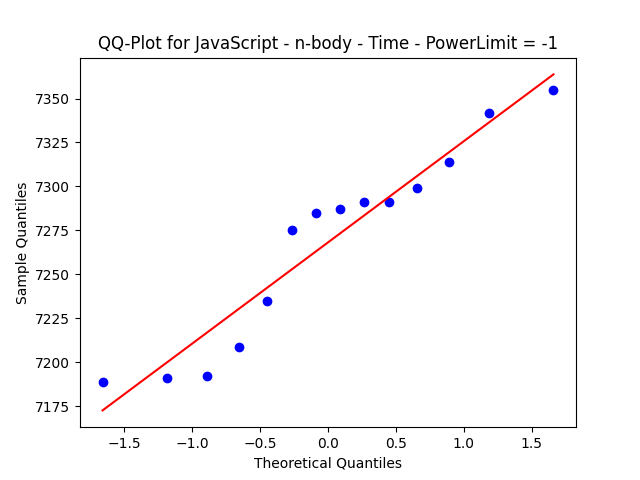 QQ-Plot for JavaScript - n-body - Time - PowerLimit = -1
7350
7325
7300
7275
7250
7225
7200
7175
Sample Quantiles
−1.5 −1.0 −0.5 0.0 0.5 1.0 1.5
Theoretical Quantiles